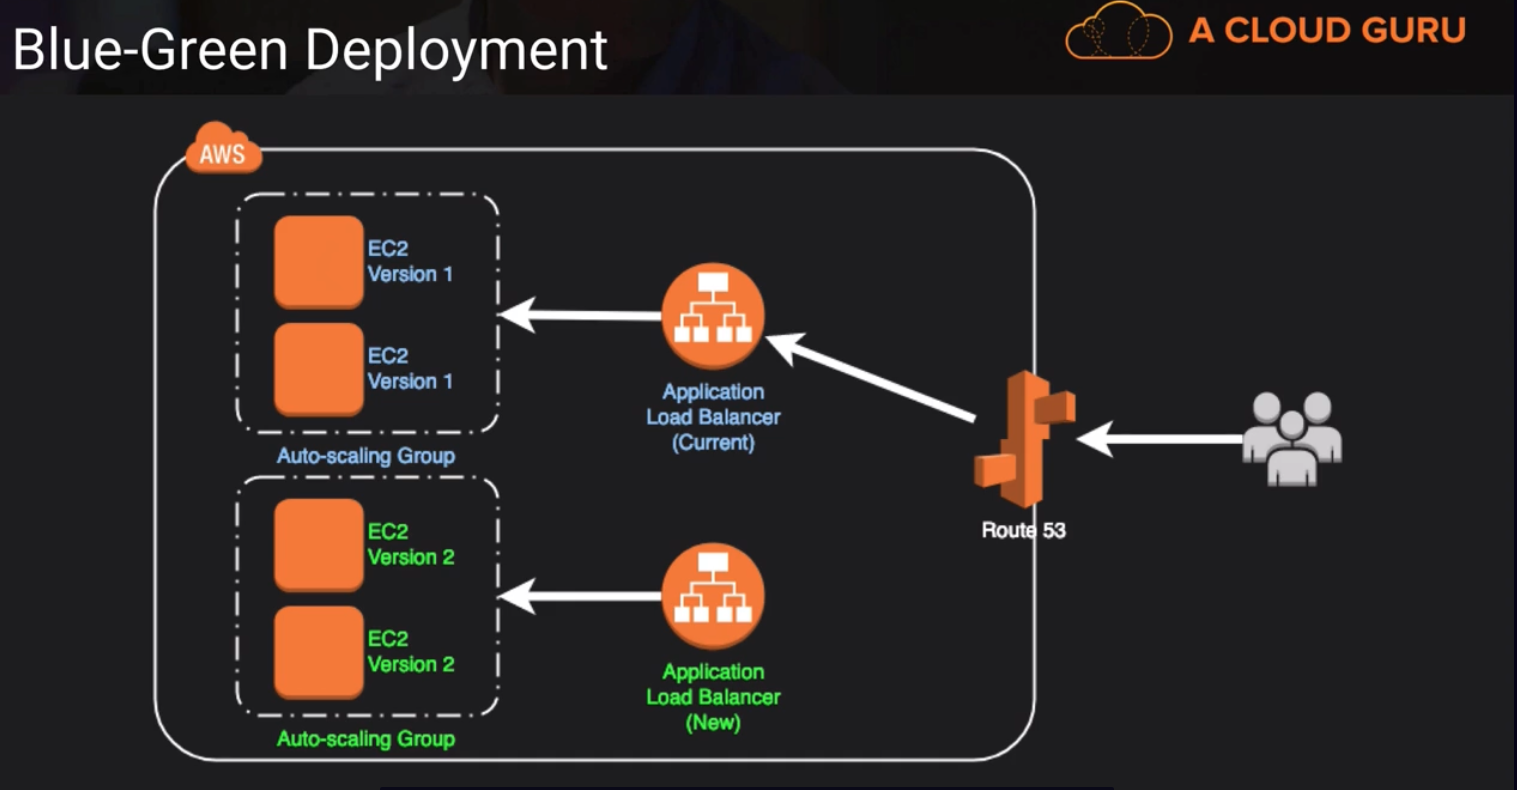 Blue-Green Deployment
A CLOUD GURU
AWS
EC2
Version 1
EC2
Version 1
Auto-scaling Group
Application
Load Balancer
(Current)
EC2
Version 2
EC2
Version 2
Auto-scaling Group
Application
Load Balancer
(New)
Route 53